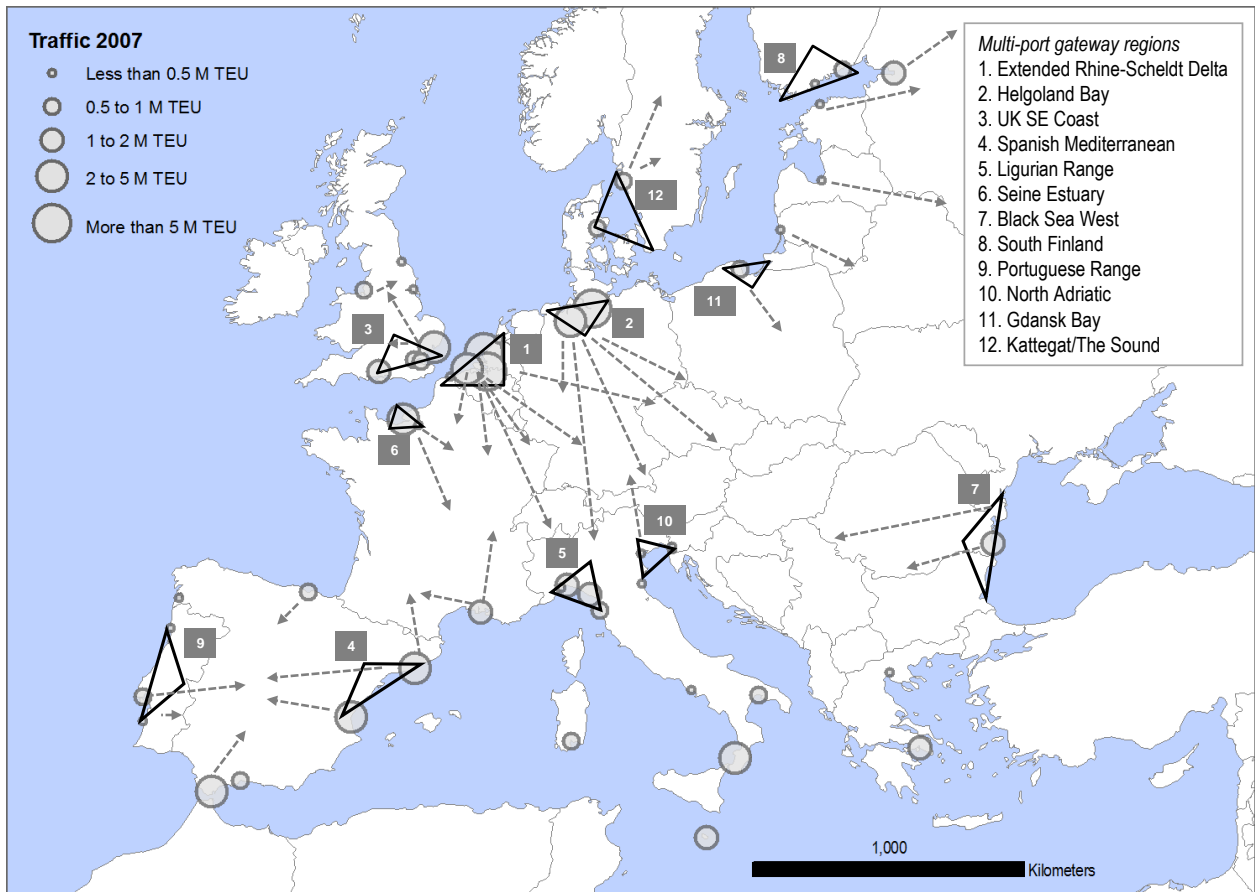 Traffic 2007
Less than 0.5 M TEU
0.5 to 1 M TEU
1 to 2 M TEU
2 to 5 M TEU
More than 5 M TEU
Multi-port gateway regions
1. Extended Rhine-Scheldt Delta
2. Helgoland Bay
3. UK SE Coast
4. Spanish Mediterranean
5. Ligurian Range
6. Seine Estuary
7. Black Sea West
8. South Finland
9. Portuguese Range
10. North Adriatic
11. Gdansk Bay
12. Kattegat/The Sound
8
12
11
3
2
1
6
7
10
5
9
4
1,000
Kilometers